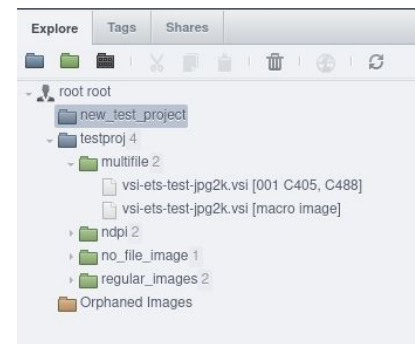 Explore Tags Shares
root root
new_test_project
testproj 4
multifile 2
vsi-ets-test-jpg2k.vsi [001 C405, C488]
vsi-ets-test-jpg2k.vsi [macro image]
ndpi 2
no_file_image 1
regular_images 2
Orphaned Images